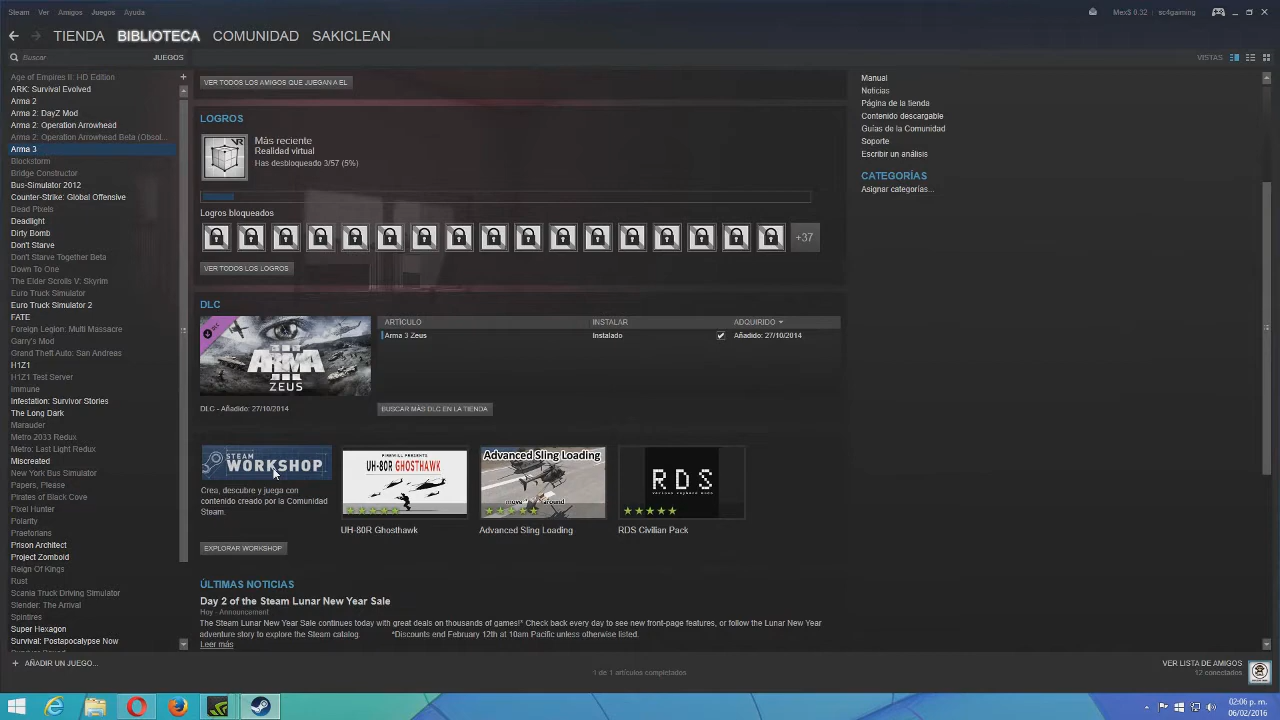 Steam Ver Amigos Juegos Ayuda
Mex$ 0.32 sc4gaming
TIENDA BIBLIOTECA COMUNIDAD SAKICLEAN
Buscar JUEGOS
VISTAS
Age of Empires II: HD Edition
ARK: Survival Evolved
Arma 2
Arma 2: DayZ Mod
Arma 2: Operation Arrowhead
Arma 2: Operation Arrowhead Beta (Obsol...
Arma 3
Blockstorm
Bridge Constructor
Bus-Simulator 2012
Counter-Strike: Global Offensive
Dead Pixels
Deadlight
Dirty Bomb
Don't Starve
Don't Starve Together Beta
Down To One
The Elder Scrolls V: Skyrim
Euro Truck Simulator
Euro Truck Simulator 2
FATE
Foreign Legion: Multi Massacre
Garry's Mod
Grand Theft Auto: San Andreas
H1Z1
H1Z1 Test Server
Immune
Infestation: Survivor Stories
The Long Dark
Marauder
Metro 2033 Redux
Metro: Last Light Redux
Miscreated
New York Bus Simulator
Papers, Please
Pirates of Black Cove
Pixel Hunter
Polarity
Praetorians
Prison Architect
Project Zomboid
Reign Of Kings
Rust
Scania Truck Driving Simulator
Slender: The Arrival
Spintires
Super Hexagon
Survival: Postapocalypse Now
VER TODOS LOS AMIGOS QUE JUEGAN A EL
LOGROS
Más reciente
Realidad virtual
Has desbloqueado 3/57 (5%)
Logros bloqueados
+37
VER TODOS LOS LOGROS
DLC
DLC
ARMA
III
ZEUS
DLC - Añadido: 27/10/2014
ARTICULO INSTALAR ADQUIRIDO
Arma 3 Zeus Instalado Añadido: 27/10/2014
BUSCAR MÁS DLC EN LA TIENDA
STEAM
WORKSHOP
Crea, descubre y juega con
contenido creado por la Comunidad
Steam.
EXPLORAR WORKSHOP
FIREWILL PRESENTS
UH-80R GHOSTHAWK
UH-80R Ghosthawk
Advanced Sling Loading
Advanced Sling Loading
RDS
RDS Civilian Pack
ÚLTIMAS NOTICIAS
Day 2 of the Steam Lunar New Year Sale
Hoy - Announcement
The Steam Lunar New Year Sale continues today with great deals on thousands of games!* Check back every day to see new front-page features, or follow the Lunar New Year
adventure story to explore the Steam catalog. *Discounts end February 12th at 10am Pacific unless otherwise listed.
Leer más
Manual
Noticias
Página de la tienda
Contenido descargable
Guías de la Comunidad
Soporte
Escribir un análisis
CATEGORÍAS
Asignar categorías...
AÑADIR UN JUEGO...
1 de 1 artículos completados
VER LISTA DE AMIGOS
12 conectados
02:06 p. m.
06/02/2016